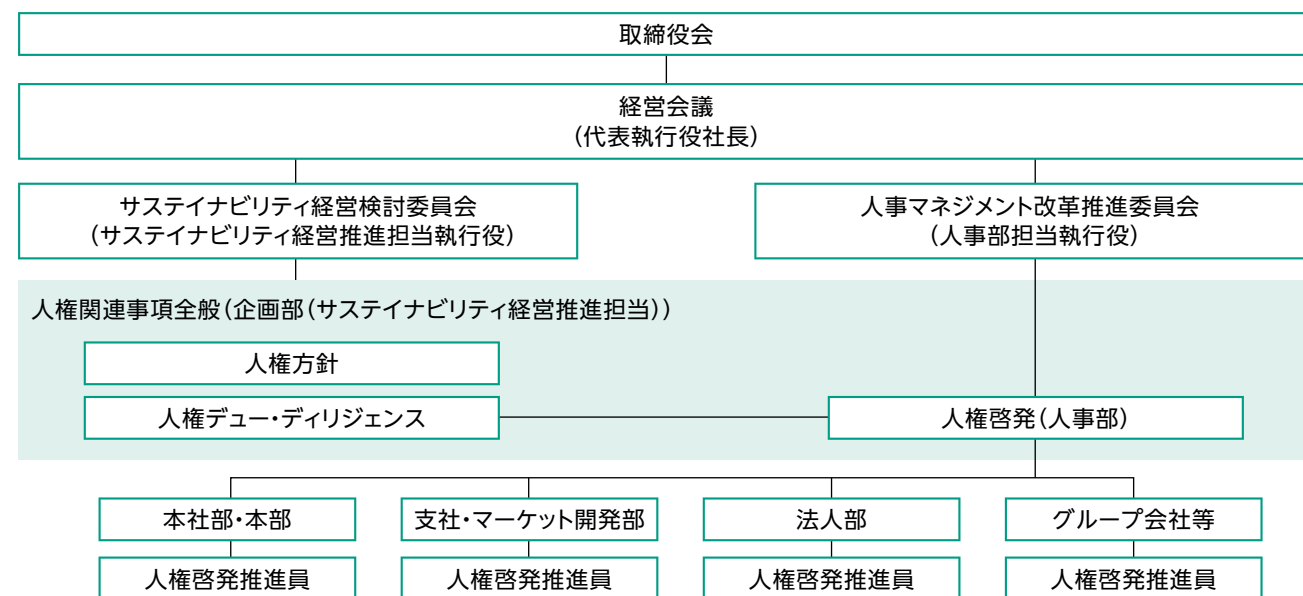 取締役会
経営会議
（代表執行役社長）
サステイナビリティ経営検討委員会
（サステイナビリティ経営推進担当執行役）
人事マネジメント改革推進委員会
（人事部担当執行役）
人権関連事項全般（企画部（サステイナビリティ経営推進担当））
人権方針
人権デュー・ディリジェンス
人権啓発（人事部）
本社部・本部
支社・マーケット開発部
法人部
グループ会社等
人権啓発推進員
人権啓発推進員
人権啓発推進員
人権啓発推進員